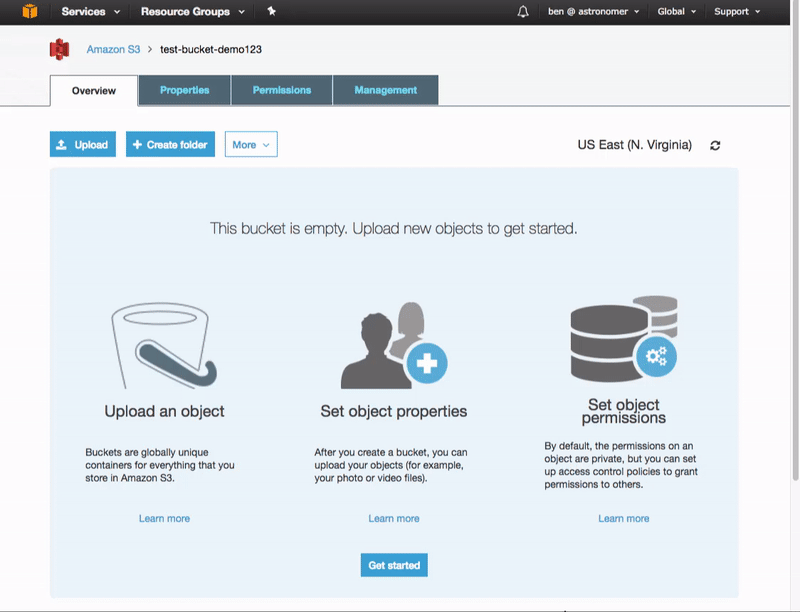 Services Resource Groups ben @ astronomer Global Support
Amazon S3 > test-bucket-demo123
Overview Properties Permissions Management
Upload + Create folder More US East (N. Virginia)
This bucket is empty. Upload new objects to get started.
Upload an object
Buckets are globally unique
containers for everything that you
store in Amazon S3.
Learn more
Set object properties
After you create a bucket, you can
upload your objects (for example,
your photo or video files).
Learn more
Set object
permissions
By default, the permissions on an
object are private, but you can set
up access control policies to grant
permissions to others.
Learn more
Get started